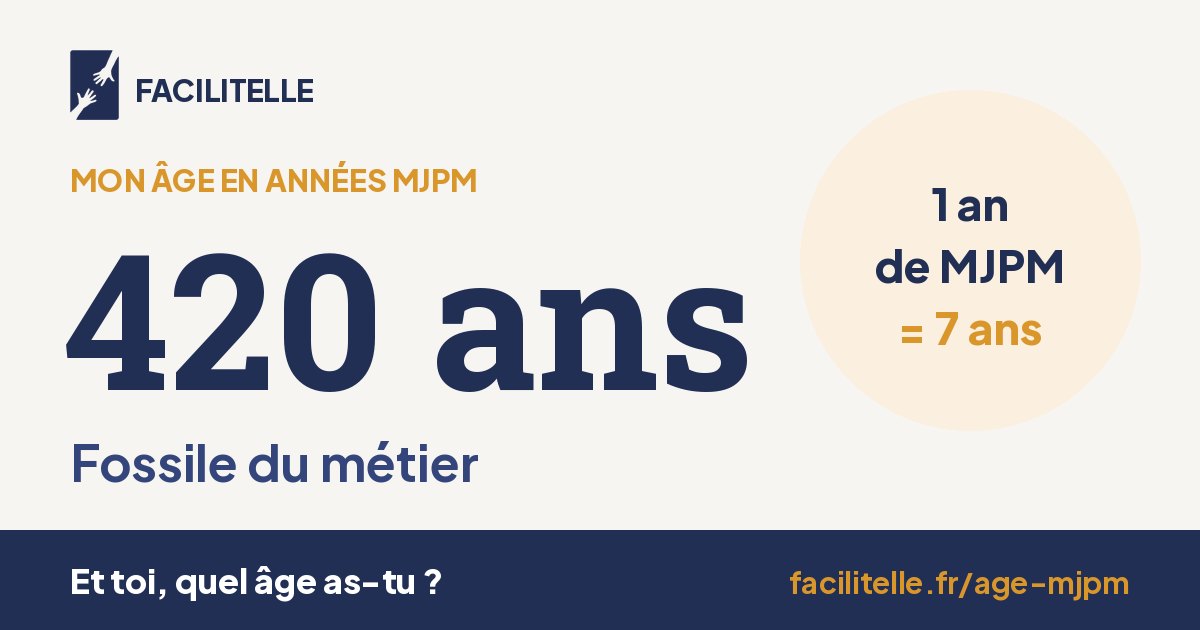 FACILITELLE
MON ÂGE EN ANNÉES MJPM
420 ans
Fossile du métier
1 an
de MJPM
= 7 ans
Et toi, quel âge as-tu ?
facilitelle.fr/age-mjpm